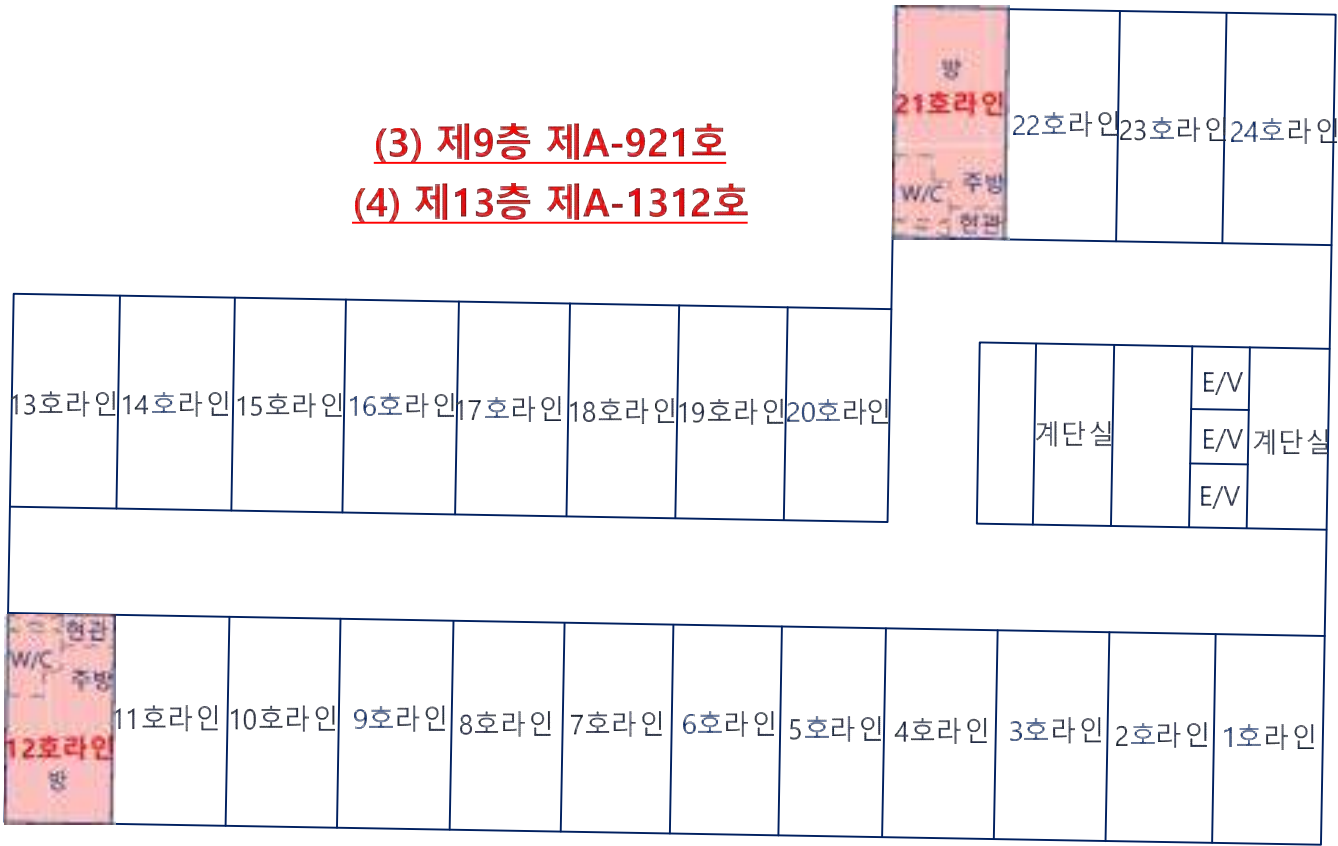 방
21호라인
22호라인 23호라인 24호라인
W/C 주방
현관
(3) 제9층 제A-921호
(4) 제13층 제A-1312호
13호라인 14호라인 15호라인 16호라인 17호라인 18호라인 19호라인 20호라인
계단실
E/V
E/V
E/V
계단실
현관
W/C
주방
12호라인
방
11호라인 10호라인 9호라인 8호라인 7호라인 6호라인 5호라인 4호라인 3호라인 2호라인 1호라인